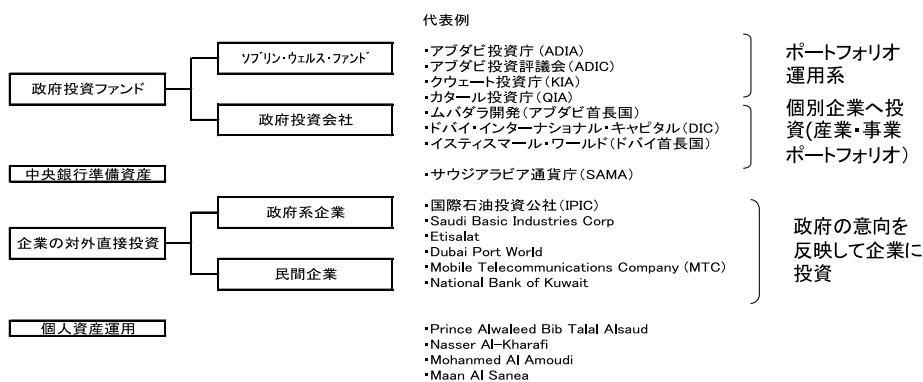 代表例
ソブリン・ウェルス・ファンド
・アブダビ投資庁(ADIA)
・アブダビ投資評議会(ADIC)
・クウェート投資庁(KIA)
・カタール投資庁(QIA)
ポートフォリオ
運用系
政府投資ファンド
政府投資会社
・ムバダラ開発(アブダビ首長国)
・ドバイ・インターナショナル・キャピタル(DIC)
・イスティスマール・ワールド(ドバイ首長国)
個別企業へ投
資(産業・事業
ポートフォリオ)
中央銀行準備資産
・サウジアラビア通貨庁(SAMA)
政府系企業
企業の対外直接投資
民間企業
・国際石油投資公社(IPIC)
・Saudi Basic Industries Corp
・Etisalat
・Dubai Port World
・Mobile Telecommunications Company (MTC)
・National Bank of Kuwait
政府の意向を
反映して企業に
投資
個人資産運用
・Prince Alwaleed Bib Talal Alsaud
・Nasser Al-Kharafi
・Mohanmed Al Amoudi
・Maan Al Sanea